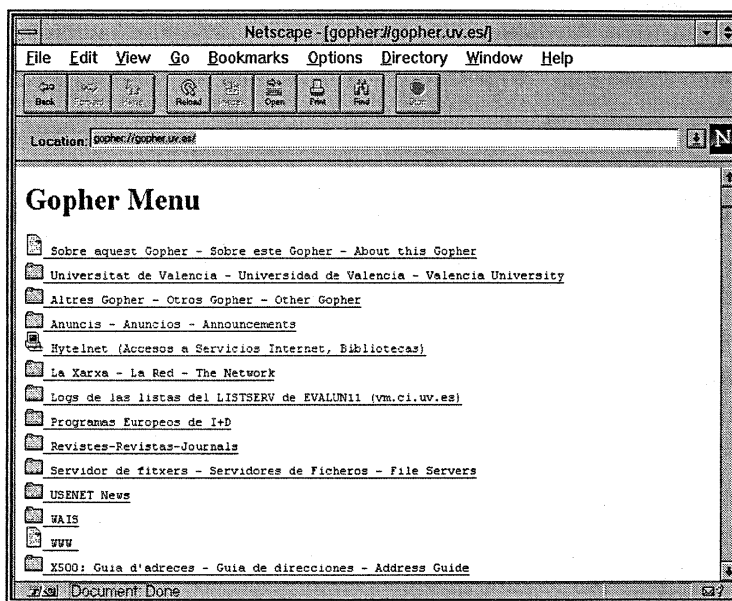 Netscape - [gopher://gopher.uv.es/]
File Edit View Go Bookmarks Options Directory Window Help
Back Forward Home Reload Images Open Print Find Stop
Location: gopher://gopher.uv.es/
N
Gopher Menu
Sobre aquest Gopher - Sobre este Gopher - About this Gopher
Universitat de Valencia - Universidad de Valencia - Valencia University
Altres Gopher - Otros Gopher - Other Gopher
Anuncis - Anuncios - Announcements
Hytelnet (Accesos a Servicios Internet, Bibliotecas)
La Xarxa - La Red - The Network
Logs de las listas del LISTSERV de EVALUN11 (vm.ci.uv.es)
Programas Europeos de I+D
Revistes-Revistas-Journals
Servidor de fitxers - Servidores de Ficheros - File Servers
USENET News
WAIS
WWW
X500: Guia d'adreces - Guia de direcciones - Address Guide
Document: Done